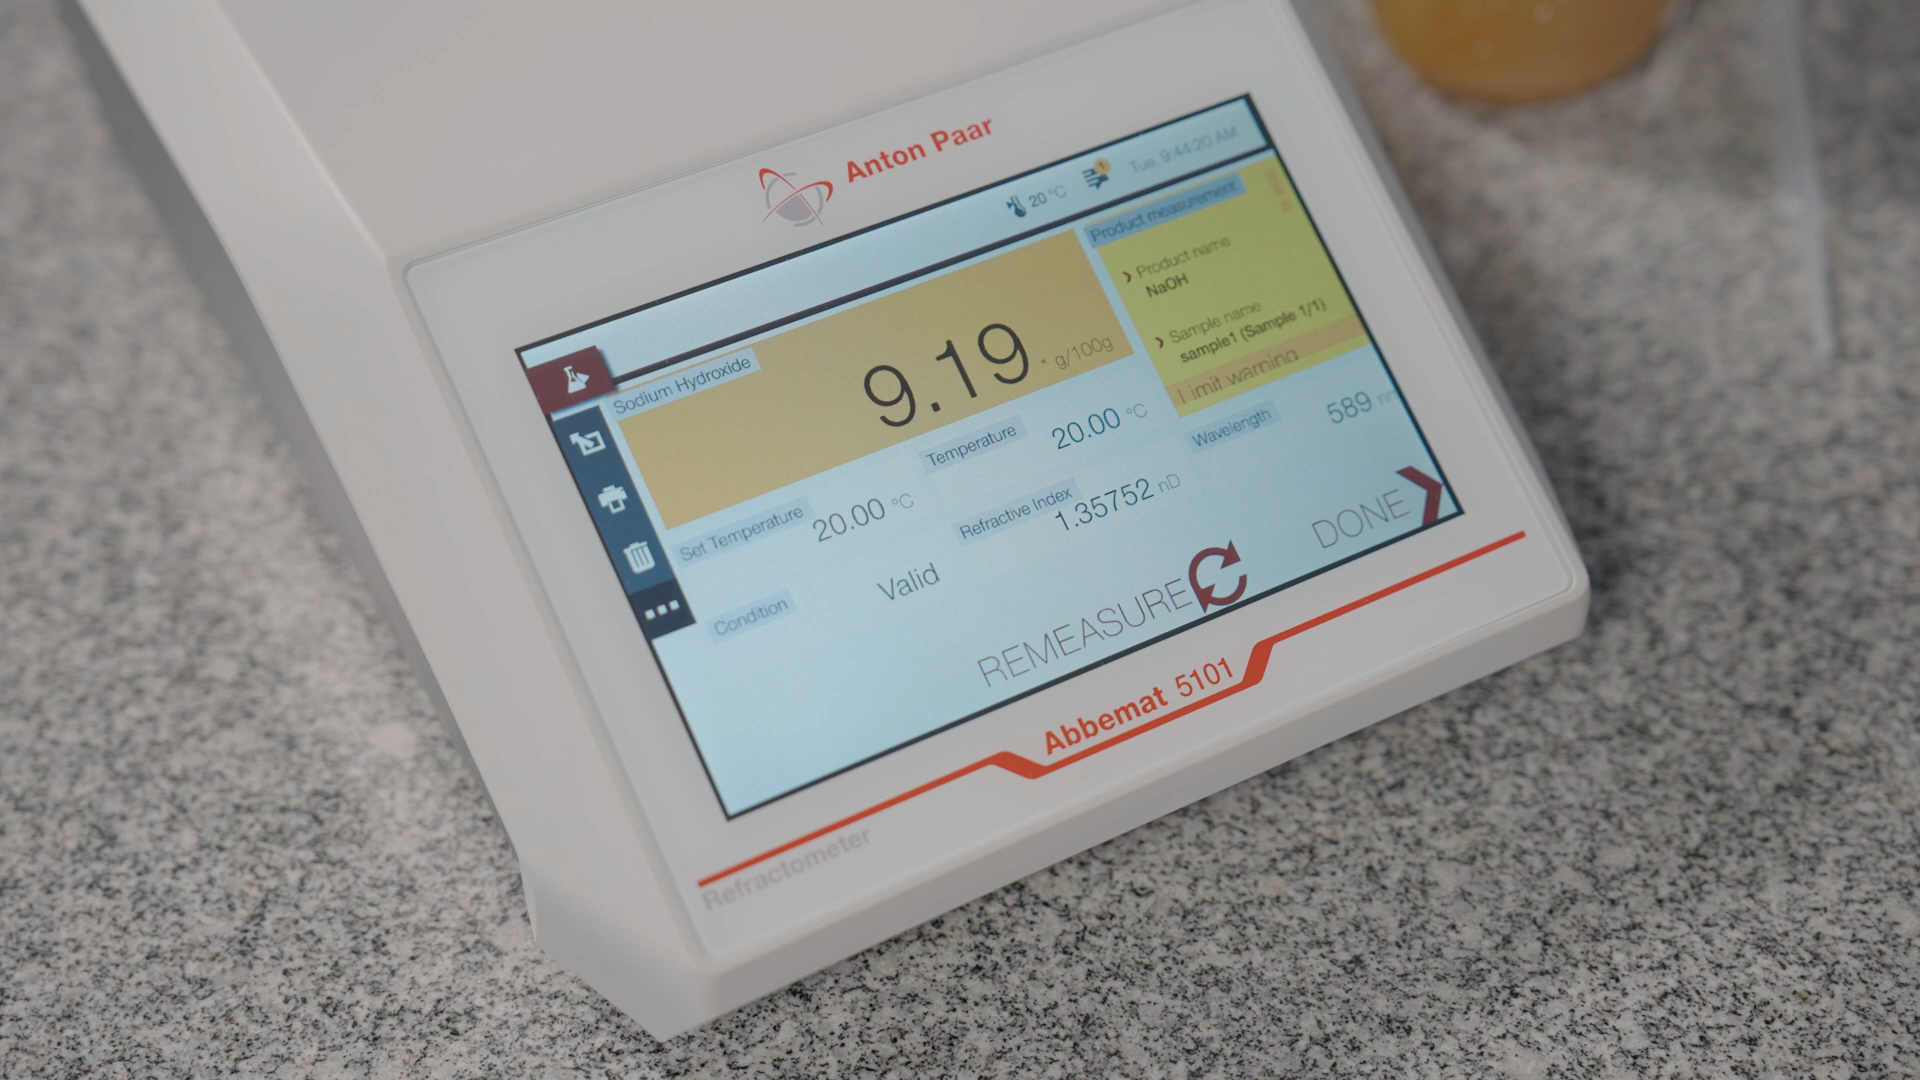 Anton Paar
20 °C
1
Tue, 9:44:20 AM
Sodium Hydroxide
9.19 · g/100g
Product measurement
Product name
NaOH
Sample name
sample1 (Sample 1/1)
Limit warning
Set Temperature 20.00 °C
Temperature 20.00 °C
Wavelength 589 nm
Condition Valid
Refractive Index 1.35752 nD
REMEASURE
DONE
Abbemat 5101
Refractometer